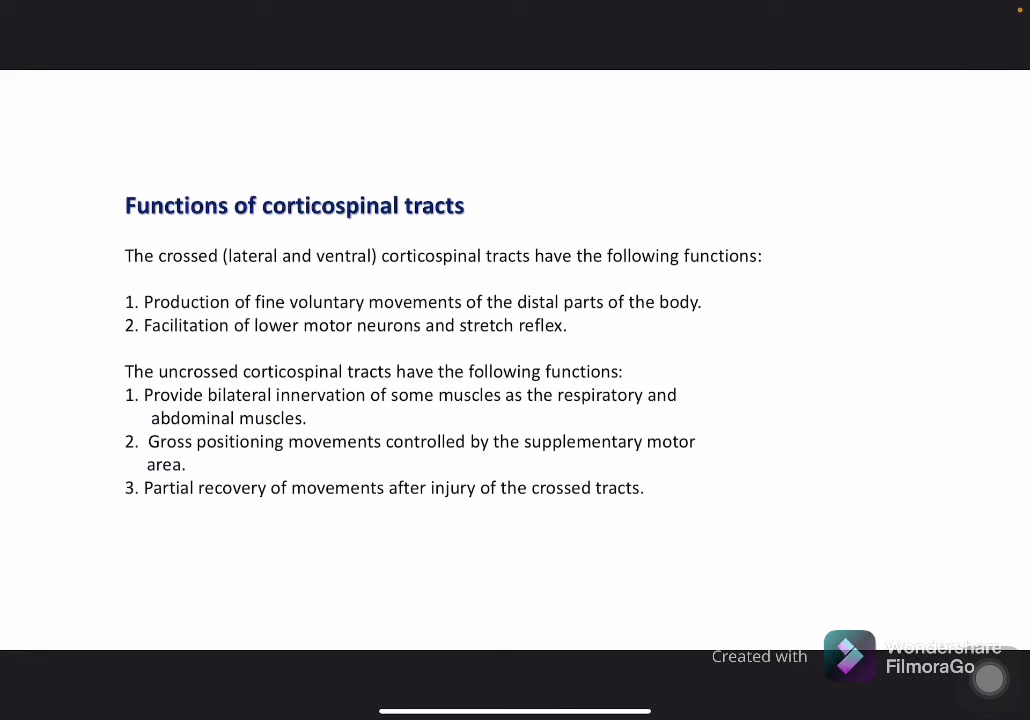 Functions of corticospinal tracts
The crossed (lateral and ventral) corticospinal tracts have the following functions:
1. Production of fine voluntary movements of the distal parts of the body.
2. Facilitation of lower motor neurons and stretch reflex.
The uncrossed corticospinal tracts have the following functions:
1. Provide bilateral innervation of some muscles as the respiratory and
abdominal muscles.
2. Gross positioning movements controlled by the supplementary motor
area.
3. Partial recovery of movements after injury of the crossed tracts.
Created with
Wondershare
FilmoraGo